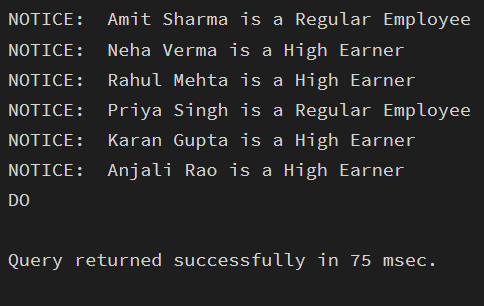 NOTICE:  Amit Sharma is a Regular Employee
NOTICE:  Neha Verma is a High Earner
NOTICE:  Rahul Mehta is a High Earner
NOTICE:  Priya Singh is a Regular Employee
NOTICE:  Karan Gupta is a High Earner
NOTICE:  Anjali Rao is a High Earner
DO
Query returned successfully in 75 msec.